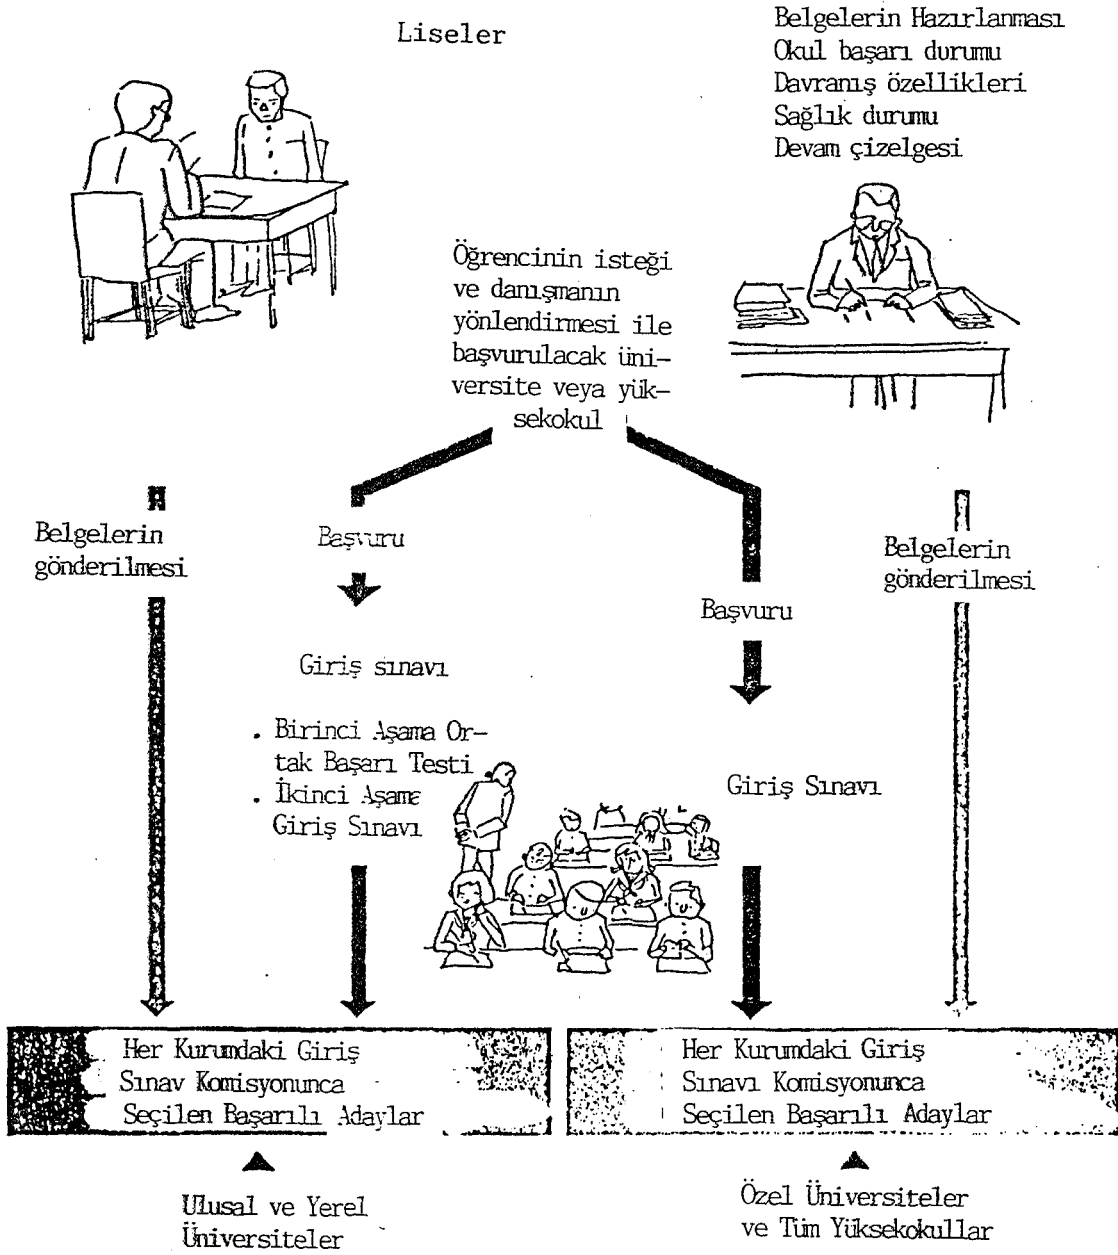 Liseler
Belgelerin Hazırlanması
Okul başarı durumu
Davranış özellikleri
Sağlık durumu
Devam çizelgesi
Öğrencinin isteği
ve danışmanın
yönlendirmesi ile
başvurulacak üni-
versite veya yük-
sekokul
Belgelerin
gönderilmesi
Başvuru
Başvuru
Belgelerin
gönderilmesi
Giriş sınavı
. Birinci Aşama Or-
tak Başarı Testi
. İkinci Aşama
Giriş Sınavı
Giriş Sınavı
Her Kurumdaki Giriş
Sınav Komisyonunca
Seçilen Başarılı Adaylar
Her Kurumdaki Giriş
Sınavı Komisyonunca
Seçilen Başarılı Adaylar
Ulusal ve Yerel
Üniversiteler
Özel Üniversiteler
ve Tüm Yüksekokullar